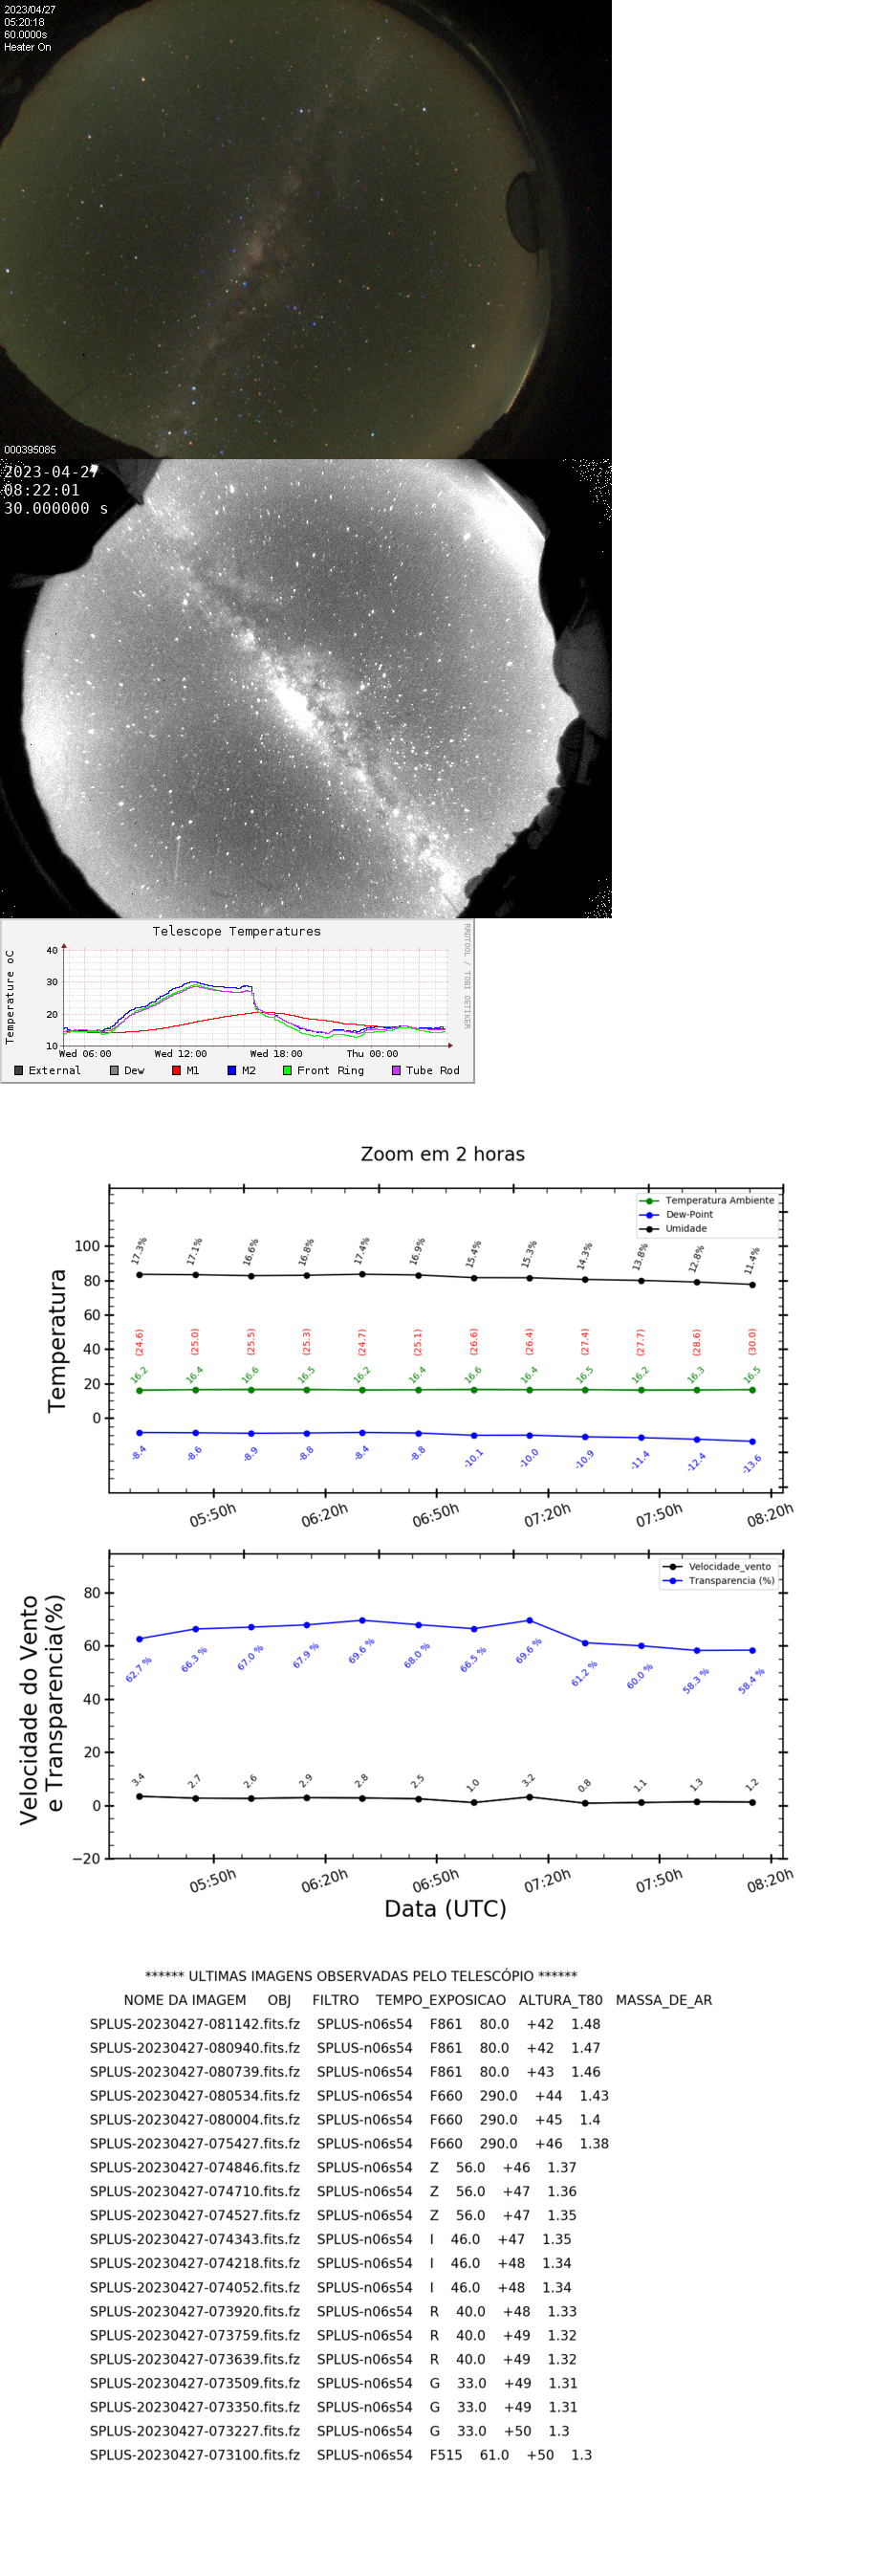 2023/04/27
05:20:18
60.0000s
Heater On
000395085
2023-04-27
08:22:01
30.000000 s
Telescope Temperatures
RRDTOOL / TOBI OETIKER
Temperature oC
40
30
20
10
Wed 06:00 Wed 12:00 Wed 18:00 Thu 00:00
External Dew M1 M2 Front Ring Tube Rod
Zoom em 2 horas
Temperatura Ambiente
Dew-Point
Umidade
Temperatura
100
80
60
40
20
0
17.3% 17.1% 16.6% 16.8% 17.4% 16.9% 15.4% 15.3% 14.3% 13.8% 12.8% 11.4%
(24.6) (25.0) (25.5) (25.3) (24.7) (25.1) (26.6) (26.4) (27.4) (27.7) (28.6) (30.0)
16.2 16.4 16.6 16.5 16.2 16.4 16.6 16.4 16.5 16.2 16.3 16.5
-8.4 -8.6 -8.9 -8.8 -8.4 -8.8 -10.1 -10.0 -10.9 -11.4 -12.4 -13.6
05:50h 06:20h 06:50h 07:20h 07:50h 08:20h
Velocidade_vento
Transparencia (%)
Velocidade do Vento
e Transparencia(%)
80
60
40
20
0
−20
62.7 % 66.3 % 67.0 % 67.9 % 69.6 % 68.0 % 66.5 % 69.6 % 61.2 % 60.0 % 58.3 % 58.4 %
3.4 2.7 2.6 2.9 2.8 2.5 1.0 3.2 0.8 1.1 1.3 1.2
05:50h 06:20h 06:50h 07:20h 07:50h 08:20h
Data (UTC)
****** ULTIMAS IMAGENS OBSERVADAS PELO TELESCÓPIO ******
NOME DA IMAGEM OBJ FILTRO TEMPO_EXPOSICAO ALTURA_T80 MASSA_DE_AR
SPLUS-20230427-081142.fits.fz SPLUS-n06s54 F861 80.0 +42 1.48
SPLUS-20230427-080940.fits.fz SPLUS-n06s54 F861 80.0 +42 1.47
SPLUS-20230427-080739.fits.fz SPLUS-n06s54 F861 80.0 +43 1.46
SPLUS-20230427-080534.fits.fz SPLUS-n06s54 F660 290.0 +44 1.43
SPLUS-20230427-080004.fits.fz SPLUS-n06s54 F660 290.0 +45 1.4
SPLUS-20230427-075427.fits.fz SPLUS-n06s54 F660 290.0 +46 1.38
SPLUS-20230427-074846.fits.fz SPLUS-n06s54 Z 56.0 +46 1.37
SPLUS-20230427-074710.fits.fz SPLUS-n06s54 Z 56.0 +47 1.36
SPLUS-20230427-074527.fits.fz SPLUS-n06s54 Z 56.0 +47 1.35
SPLUS-20230427-074343.fits.fz SPLUS-n06s54 I 46.0 +47 1.35
SPLUS-20230427-074218.fits.fz SPLUS-n06s54 I 46.0 +48 1.34
SPLUS-20230427-074052.fits.fz SPLUS-n06s54 I 46.0 +48 1.34
SPLUS-20230427-073920.fits.fz SPLUS-n06s54 R 40.0 +48 1.33
SPLUS-20230427-073759.fits.fz SPLUS-n06s54 R 40.0 +49 1.32
SPLUS-20230427-073639.fits.fz SPLUS-n06s54 R 40.0 +49 1.32
SPLUS-20230427-073509.fits.fz SPLUS-n06s54 G 33.0 +49 1.31
SPLUS-20230427-073350.fits.fz SPLUS-n06s54 G 33.0 +49 1.31
SPLUS-20230427-073227.fits.fz SPLUS-n06s54 G 33.0 +50 1.3
SPLUS-20230427-073100.fits.fz SPLUS-n06s54 F515 61.0 +50 1.3